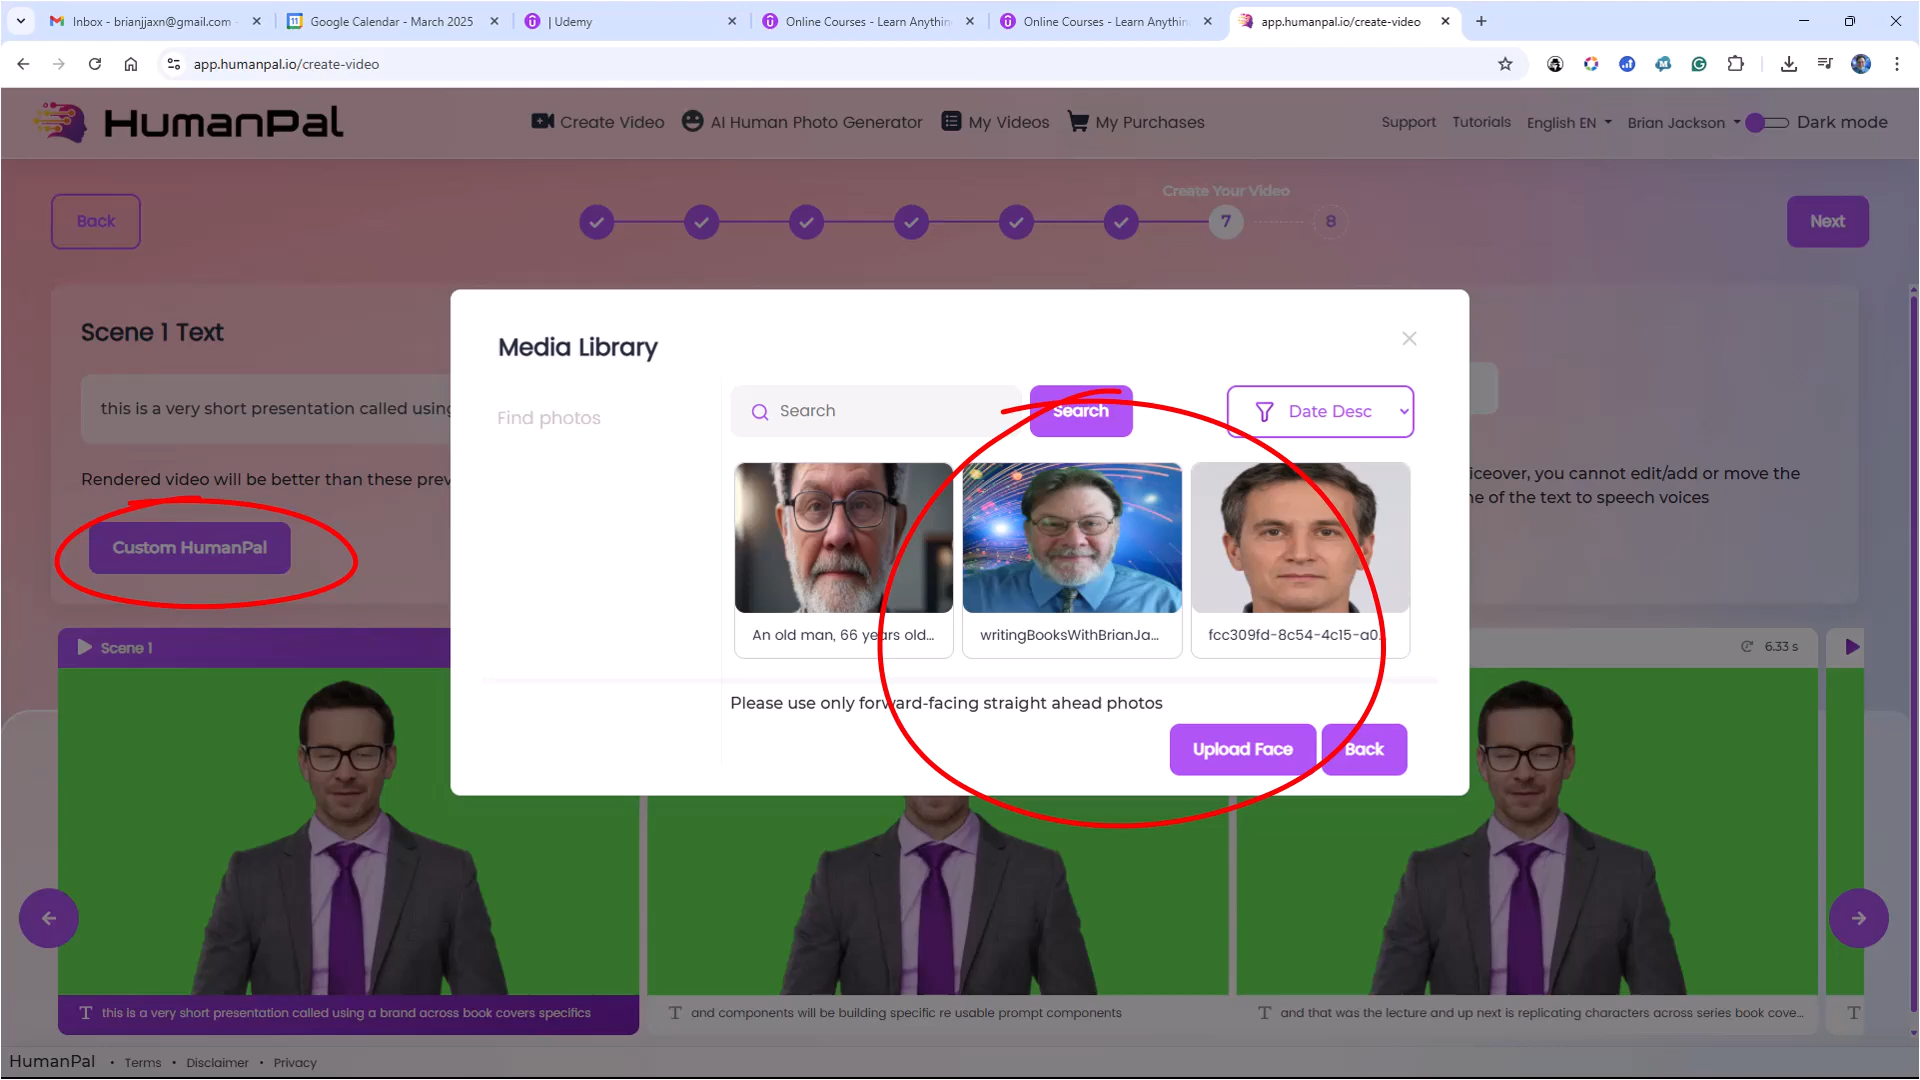 Inbox - brianjjaxn@gmail.com -
Google Calendar - March 2025
| Udemy
Online Courses - Learn Anythin
Online Courses - Learn Anythin
app.humanpal.io/create-video
app.humanpal.io/create-video
HumanPal
Create Video
AI Human Photo Generator
My Videos
My Purchases
Support
Tutorials
English EN
Brian Jackson
Dark mode
Create Your Video
Back
7
8
Next
Scene 1 Text
this is a very short presentation called using
Rendered video will be better than these prev
Custom HumanPal
iceover, you cannot edit/add or move the
ne of the text to speech voices
Media Library
Find photos
Search
Search
Date Desc
An old man, 66 years old...
writingBooksWithBrianJa...
fcc309fd-8c54-4c15-a0.
Please use only forward-facing straight ahead photos
Upload Face
Back
Scene 1
6.33 s
T this is a very short presentation called using a brand across book covers specifics
T and components will be building specific re usable prompt components
T and that was the lecture and up next is replicating characters across series book cove...
T
HumanPal • Terms • Disclaimer • Privacy